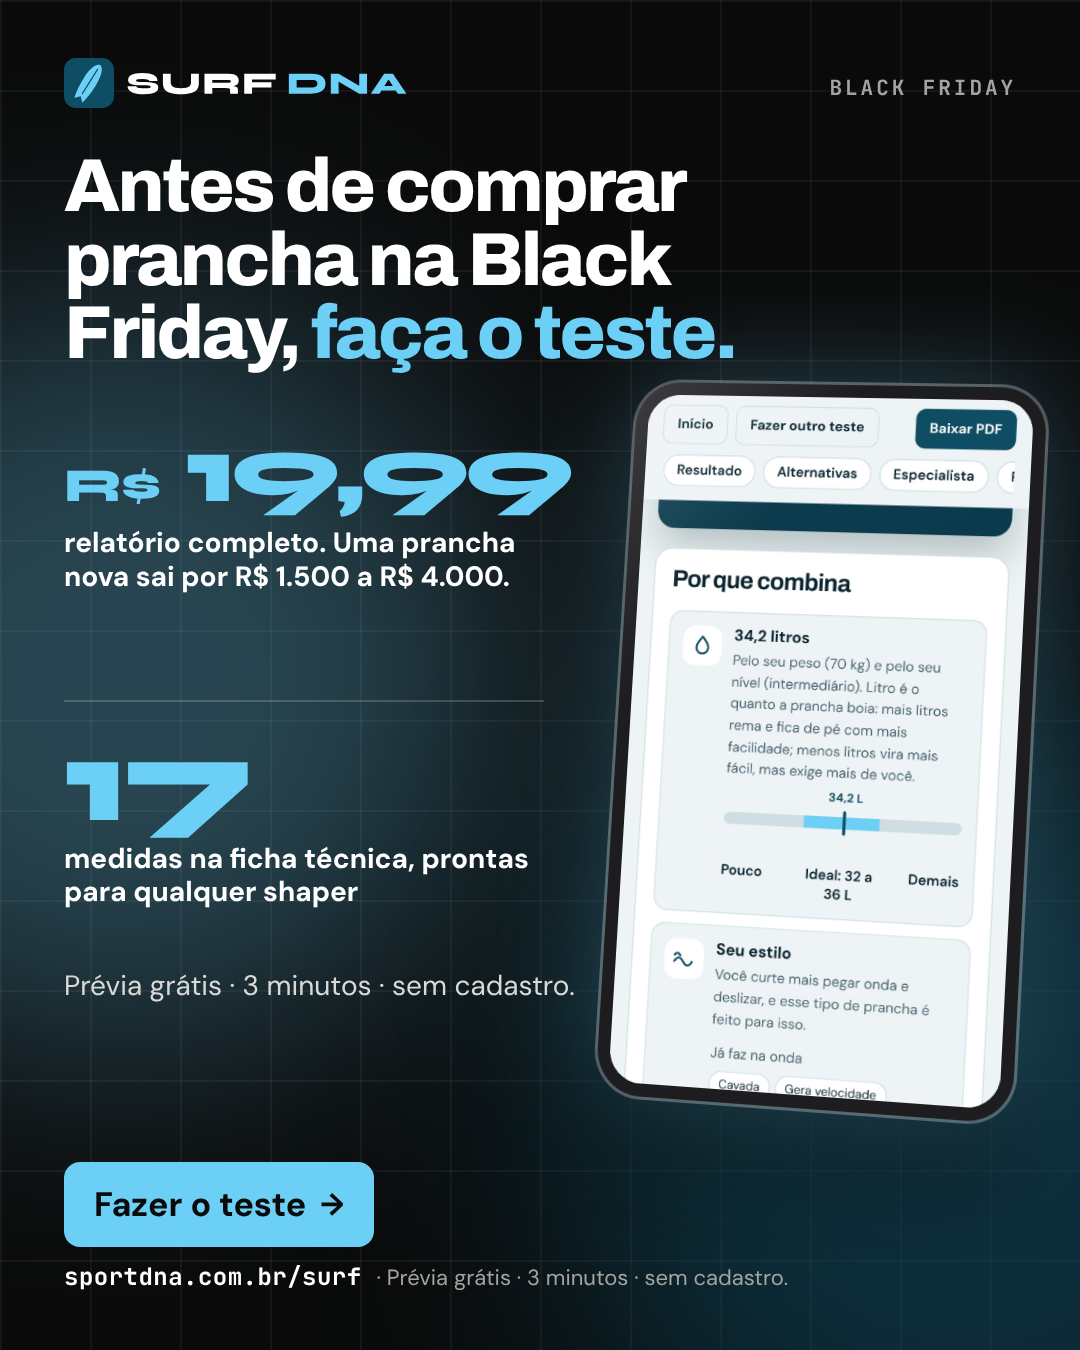 SURF DNA
BLACK FRIDAY
Antes de comprar
prancha na Black
Friday, faça o teste.
R$ 19,99
relatório completo. Uma prancha
nova sai por R$ 1.500 a R$ 4.000.
17
medidas na ficha técnica, prontas
para qualquer shaper
Prévia grátis · 3 minutos · sem cadastro.
Início
Fazer outro teste
Baixar PDF
Resultado
Alternativas
Especialista
Por que combina
34,2 litros
Pelo seu peso (70 kg) e pelo seu
nível (intermediário). Litro é o
quanto a prancha boia: mais litros
rema e fica de pé com mais
facilidade; menos litros vira mais
fácil, mas exige mais de você.
34,2 L
Pouco
Ideal: 32 a
36 L
Demais
Seu estilo
Você curte mais pegar onda e
deslizar, e esse tipo de prancha é
feito para isso.
Já faz na onda
Cavada
Gera velocidade
Fazer o teste →
sportdna.com.br/surf · Prévia grátis · 3 minutos · sem cadastro.